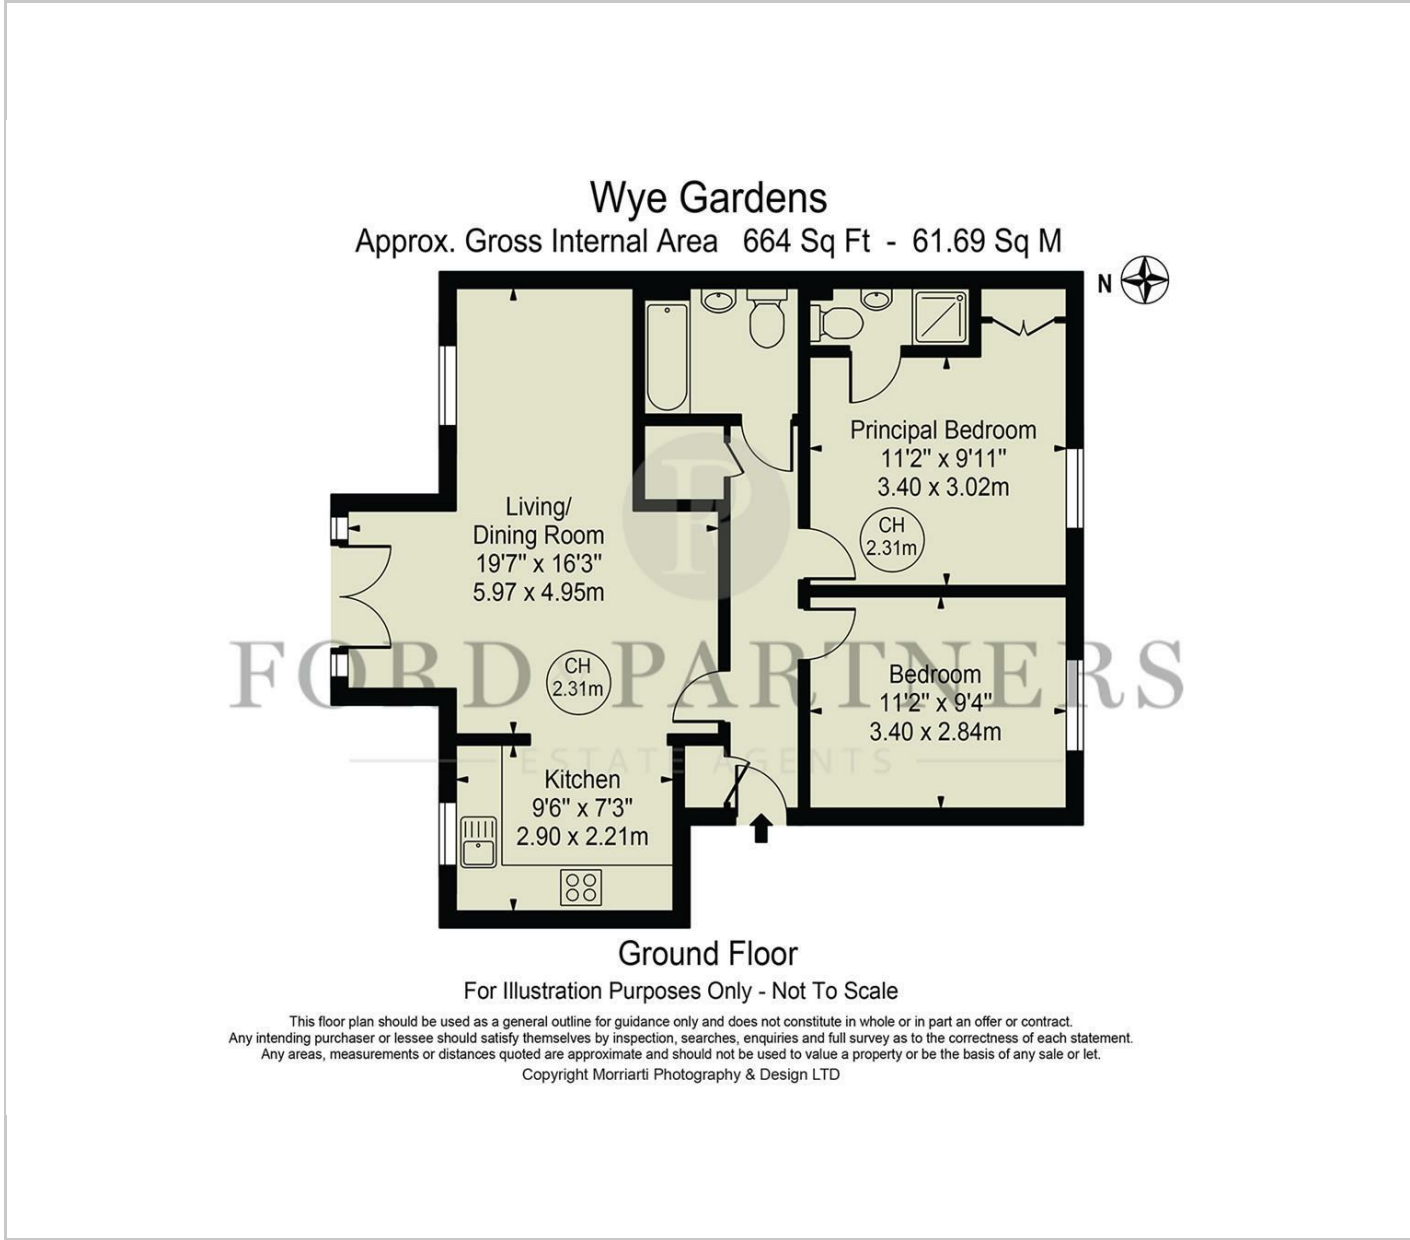 Wye Gardens
Approx. Gross Internal Area 664 Sq Ft - 61.69 Sq M
N
Principal Bedroom
11'2" x 9'11"
3.40 x 3.02m
CH
2.31m
Living/
Dining Room
19'7" x 16'3"
5.97 x 4.95m
CH
2.31m
Bedroom
11'2" x 9'4"
3.40 x 2.84m
FORD & PARTNERS
ESTATE AGENTS
Kitchen
9'6" x 7'3"
2.90 x 2.21m
Ground Floor
For Illustration Purposes Only - Not To Scale
This floor plan should be used as a general outline for guidance only and does not constitute in whole or in part an offer or contract.
Any intending purchaser or lessee should satisfy themselves by inspection, searches, enquiries and full survey as to the correctness of each statement.
Any areas, measurements or distances quoted are approximate and should not be used to value a property or be the basis of any sale or let.
Copyright Morriarti Photography & Design LTD